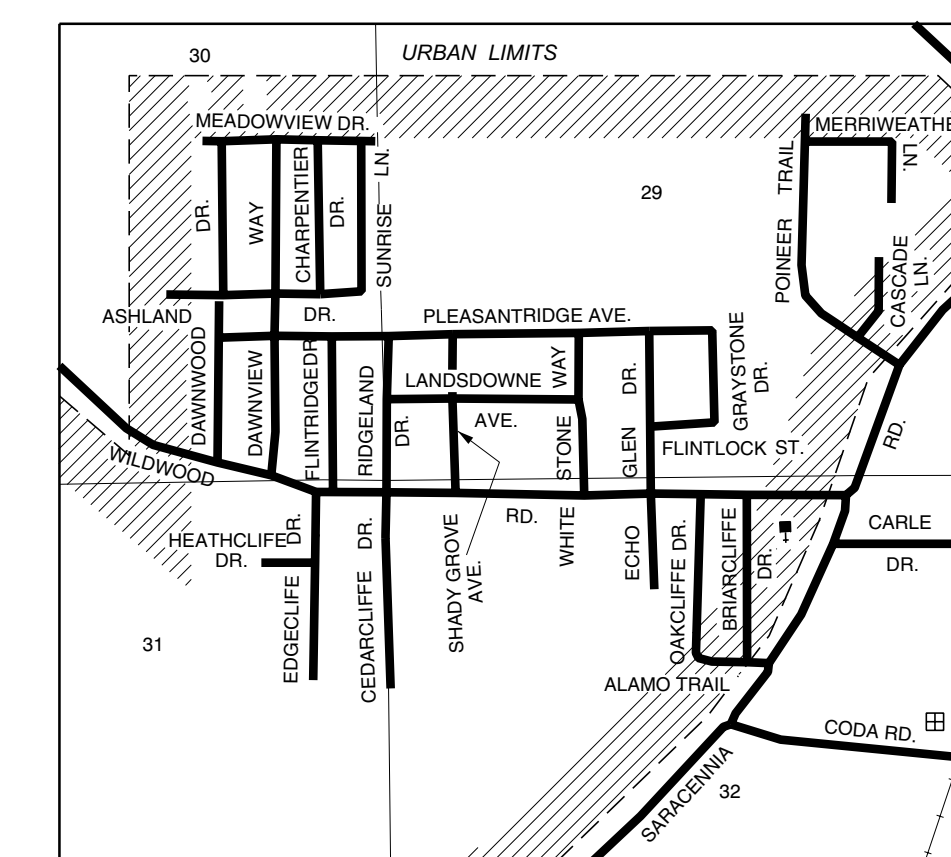 30
URBAN LIMITS
MEADOWVIEW DR.
MERRIWEATHE
LN.
POINEER TRAIL
29
DR.
WAY
CHARPENTIER
DR.
SUNRISE LN.
CASCADE
LN.
ASHLAND
DR.
PLEASANTRIDGE AVE.
GRAYSTONE
DR.
DAWNWOOD
DAWNVIEW
FLINTRIDGEDR
RIDGELAND
DR.
LANDSDOWNE
AVE.
STONE WAY
GLEN DR.
FLINTLOCK ST.
RD.
WILDWOOD
RD.
HEATHCLIFE
DR.
EDGECLIFFE DR.
CEDARCLIFFE DR.
SHADY GROVE
AVE.
WHITE
ECHO
OAKCLIFFE DR.
BRIARCLIFFE
DR.
CARLE
DR.
31
ALAMO TRAIL
CODA RD.
SARACENNIA
32